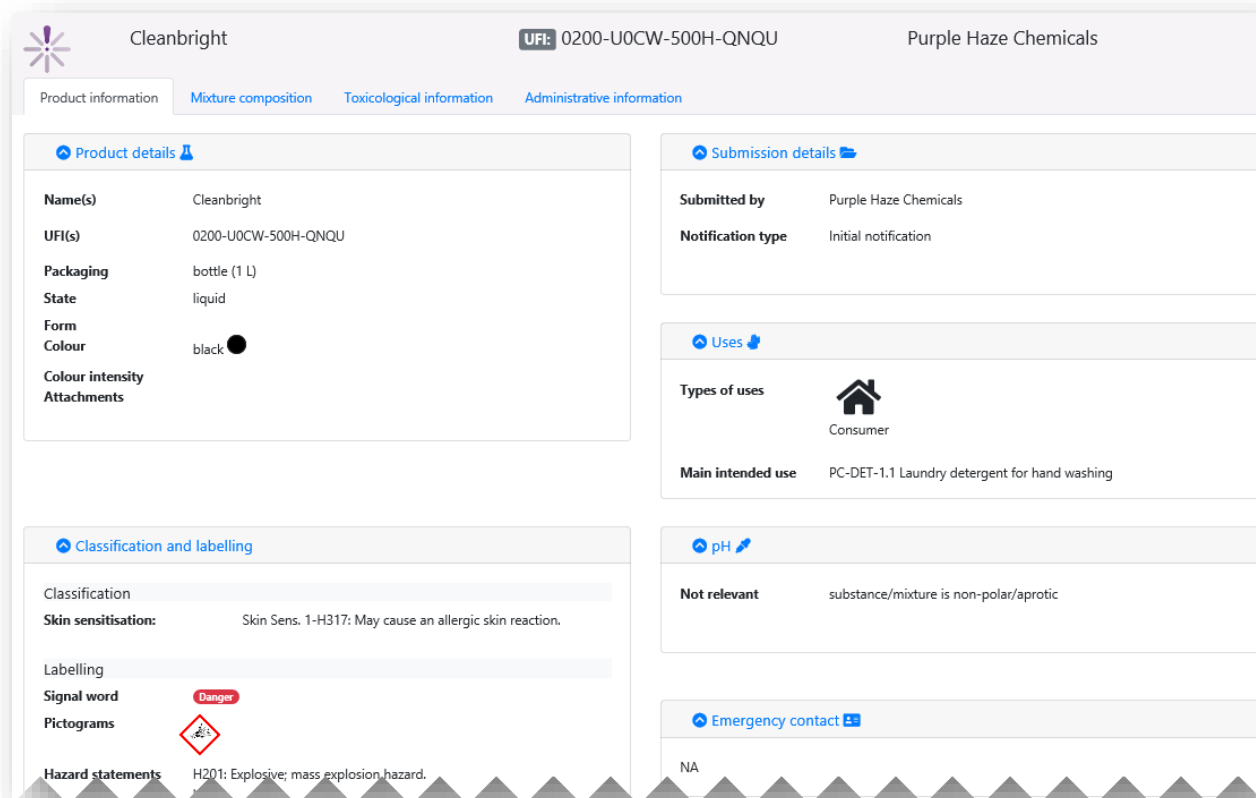 Cleanbright UFI: 0200-U0CW-500H-QNQU Purple Haze Chemicals
Product information Mixture composition Toxicological information Administrative information
Product details
Name(s) Cleanbright
UFI(s) 0200-U0CW-500H-QNQU
Packaging bottle (1 L)
State liquid
Form
Colour black
Colour intensity
Attachments
Submission details
Submitted by Purple Haze Chemicals
Notification type Initial notification
Uses
Types of uses
Consumer
Main intended use PC-DET-1.1 Laundry detergent for hand washing
Classification and labelling
Classification
Skin sensitisation: Skin Sens. 1-H317: May cause an allergic skin reaction.
Labelling
Signal word Danger
Pictograms
Hazard statements H201: Explosive; mass explosion hazard.
pH
Not relevant substance/mixture is non-polar/aprotic
Emergency contact
NA